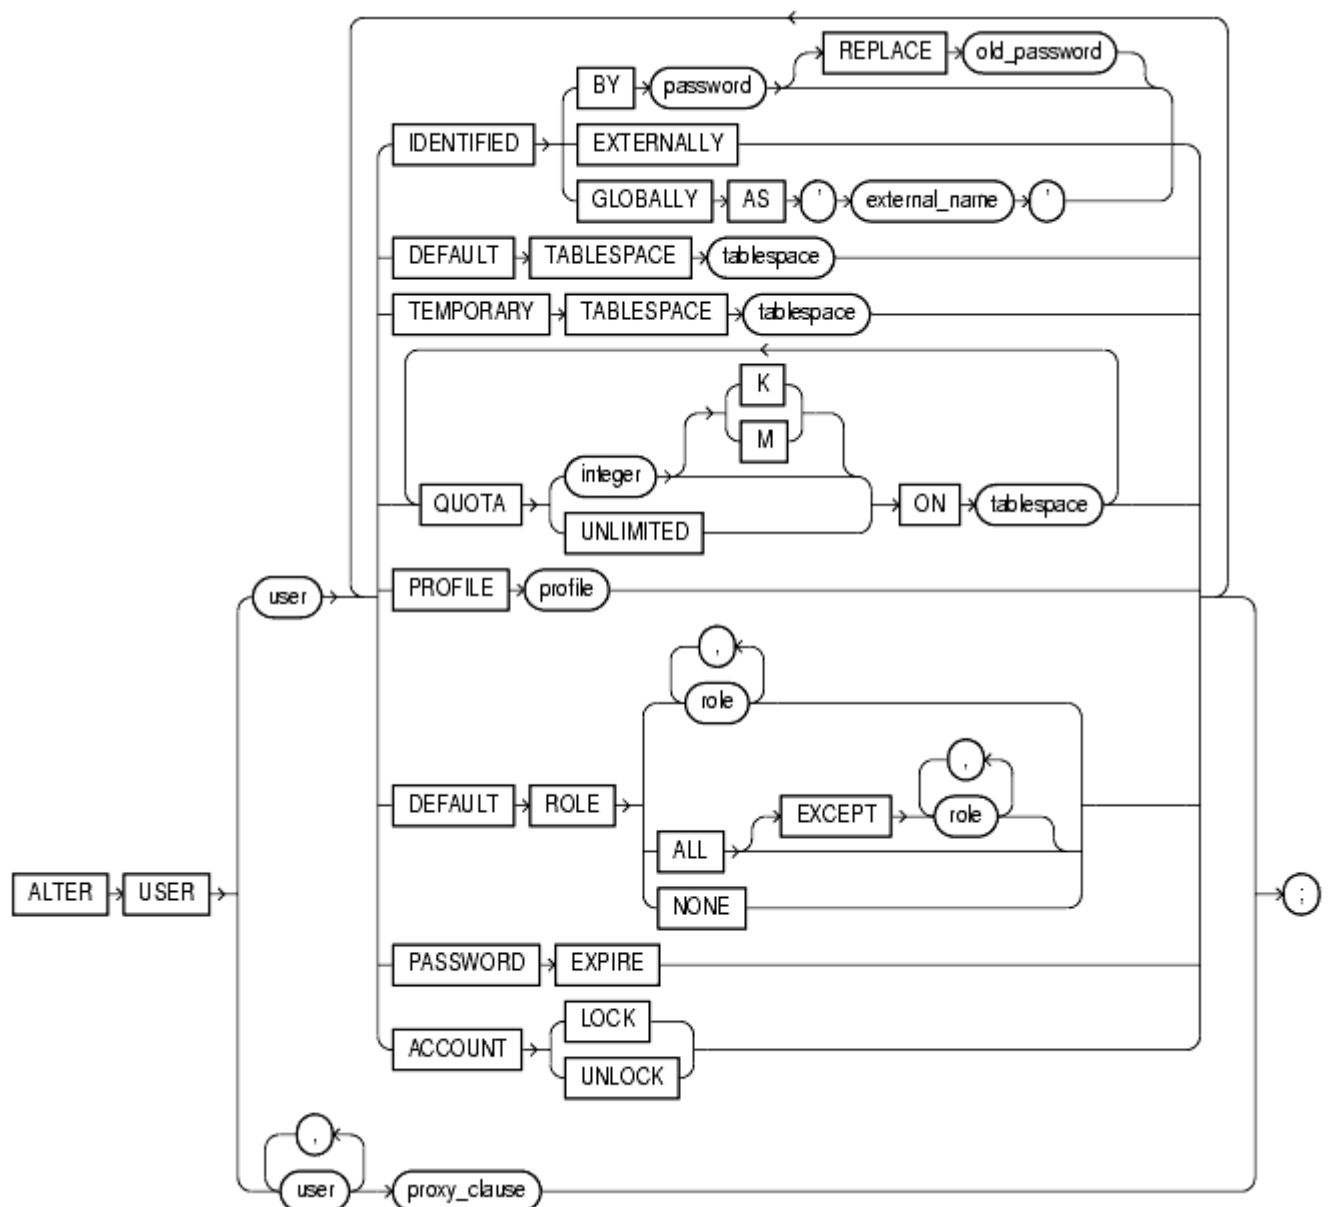 REPLACE old_password
BY password
IDENTIFIED EXTERNALLY
GLOBALLY AS ' external_name '
DEFAULT TABLESPACE tablespace
TEMPORARY TABLESPACE tablespace
K
M
integer
QUOTA ON tablespace
UNLIMITED
PROFILE profile
user
,
role
,
DEFAULT ROLE EXCEPT role
ALL
ALTER USER ;
NONE
PASSWORD EXPIRE
LOCK
ACCOUNT
UNLOCK
,
user proxy_clause